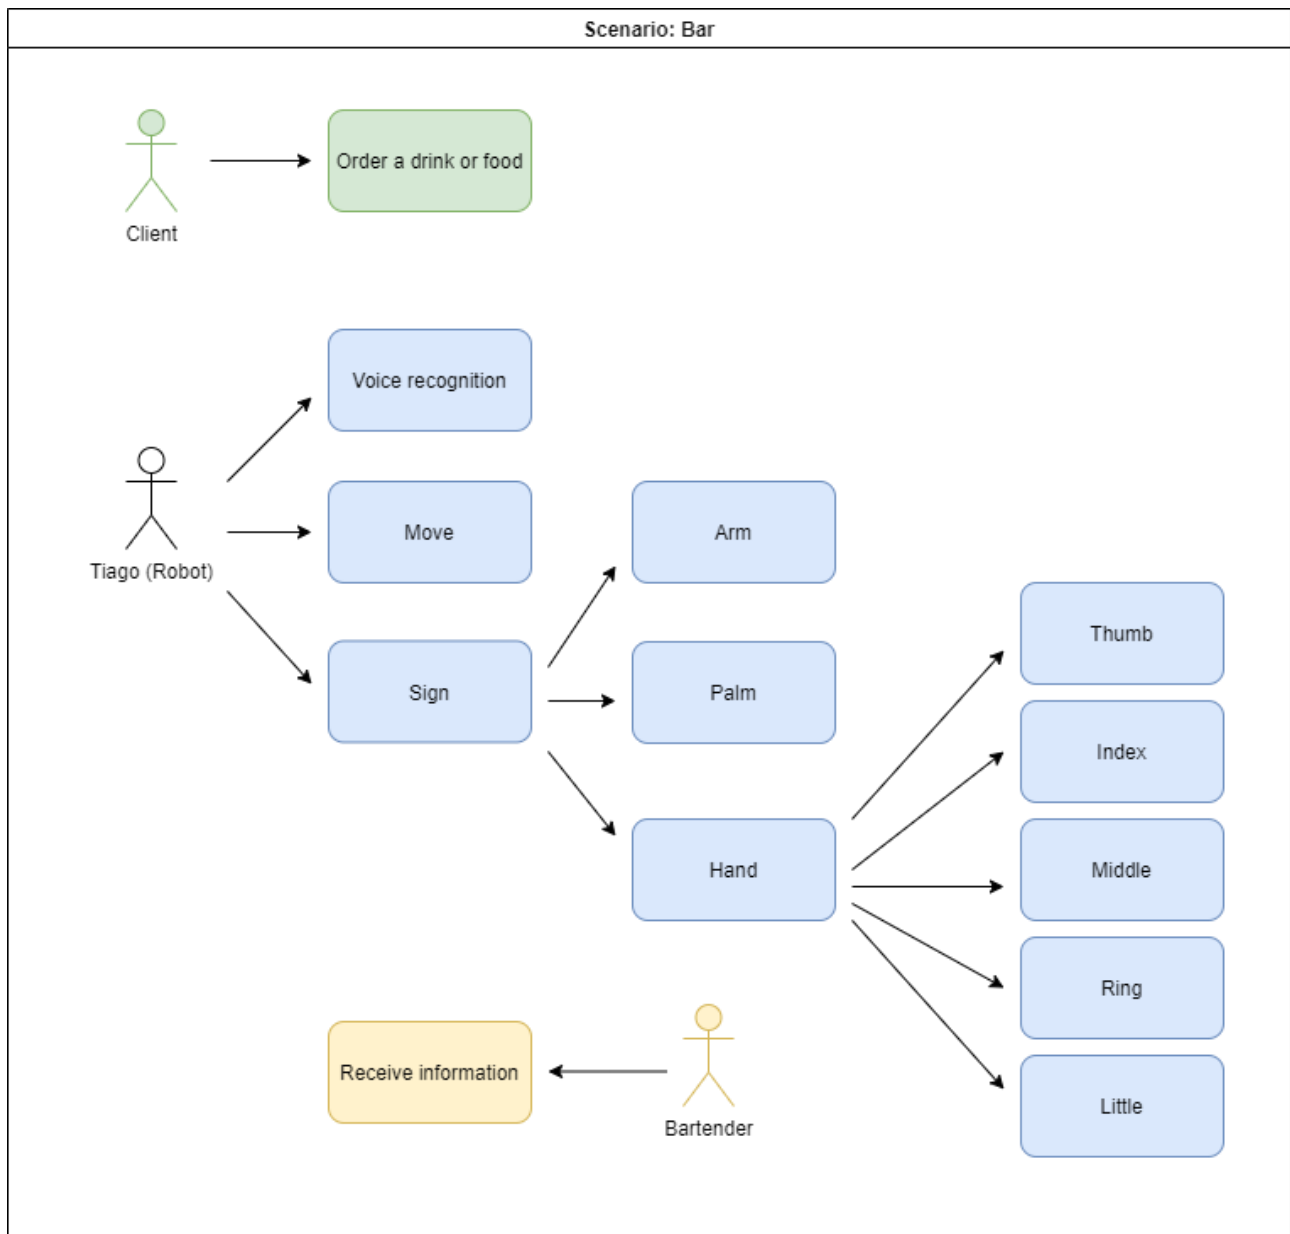 Scenario: Bar
Order a drink or food
Client
Voice recognition
Move
Arm
Tiago (Robot)
Thumb
Sign
Palm
Index
Hand
Middle
Ring
Receive information
Little
Bartender